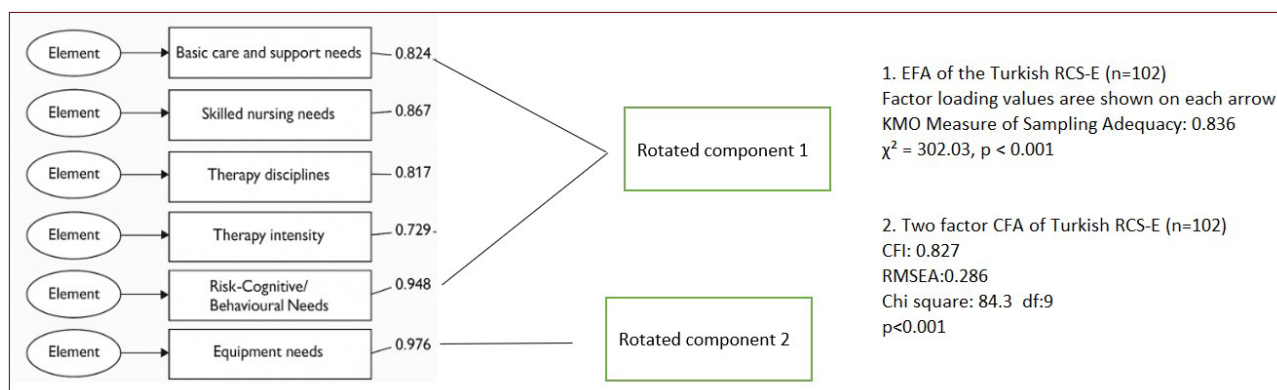 Element
Basic care and support needs
0.824
Element
Skilled nursing needs
0.867
Element
Therapy disciplines
0.817
Element
Therapy intensity
0.729
Element
Risk-Cognitive/
Behavioural Needs
0.948
Element
Equipment needs
0.976
Rotated component 1
Rotated component 2
1. EFA of the Turkish RCS-E (n=102)
Factor loading values aree shown on each arrow
KMO Measure of Sampling Adequacy: 0.836
χ² = 302.03, p < 0.001
2. Two factor CFA of Turkish RCS-E (n=102)
CFI: 0.827
RMSEA:0.286
Chi square: 84.3 df:9
p<0.001